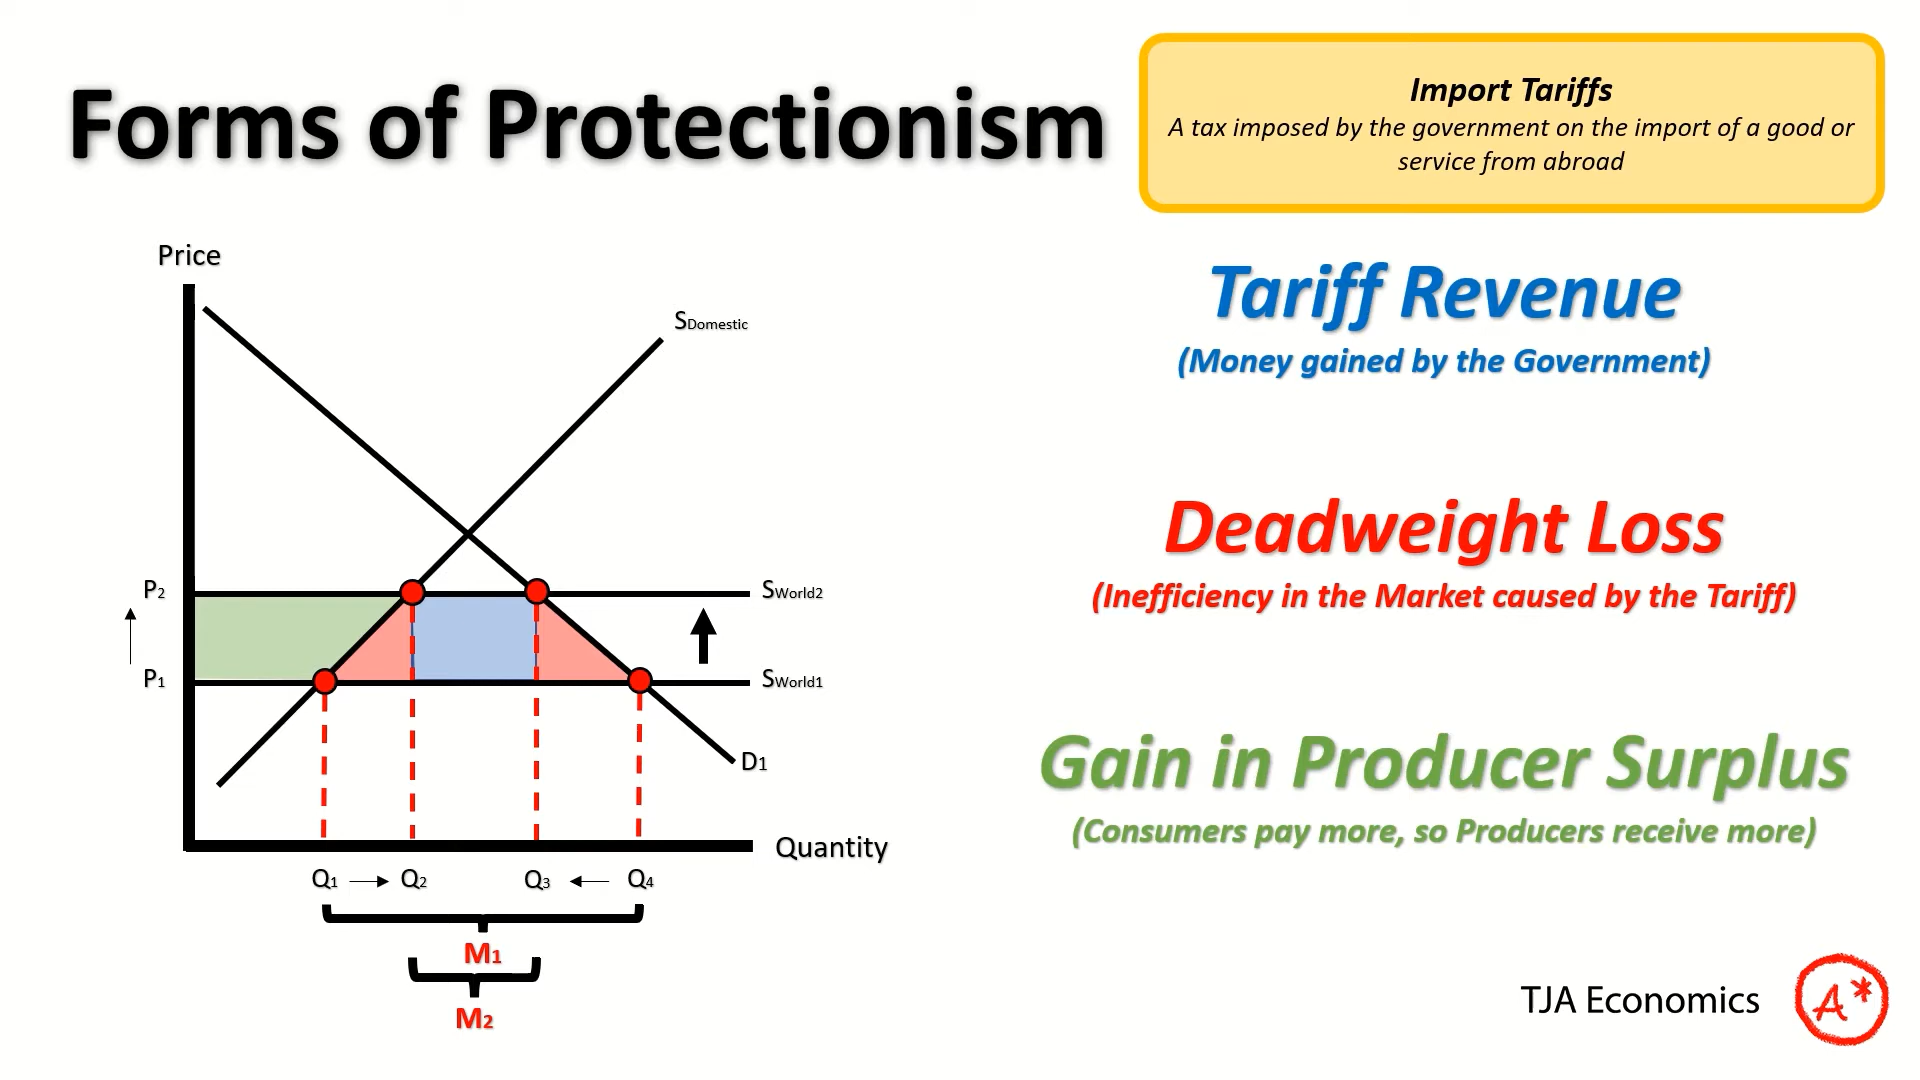 Forms of Protectionism
Import Tariffs
A tax imposed by the government on the import of a good or
service from abroad
Price
SDomestic
P2
SWorld2
P1
SWorld1
D1
Quantity
Q1 Q2 Q3 Q4
M1
M2
Tariff Revenue
(Money gained by the Government)
Deadweight Loss
(Inefficiency in the Market caused by the Tariff)
Gain in Producer Surplus
(Consumers pay more, so Producers receive more)
TJA Economics
A*